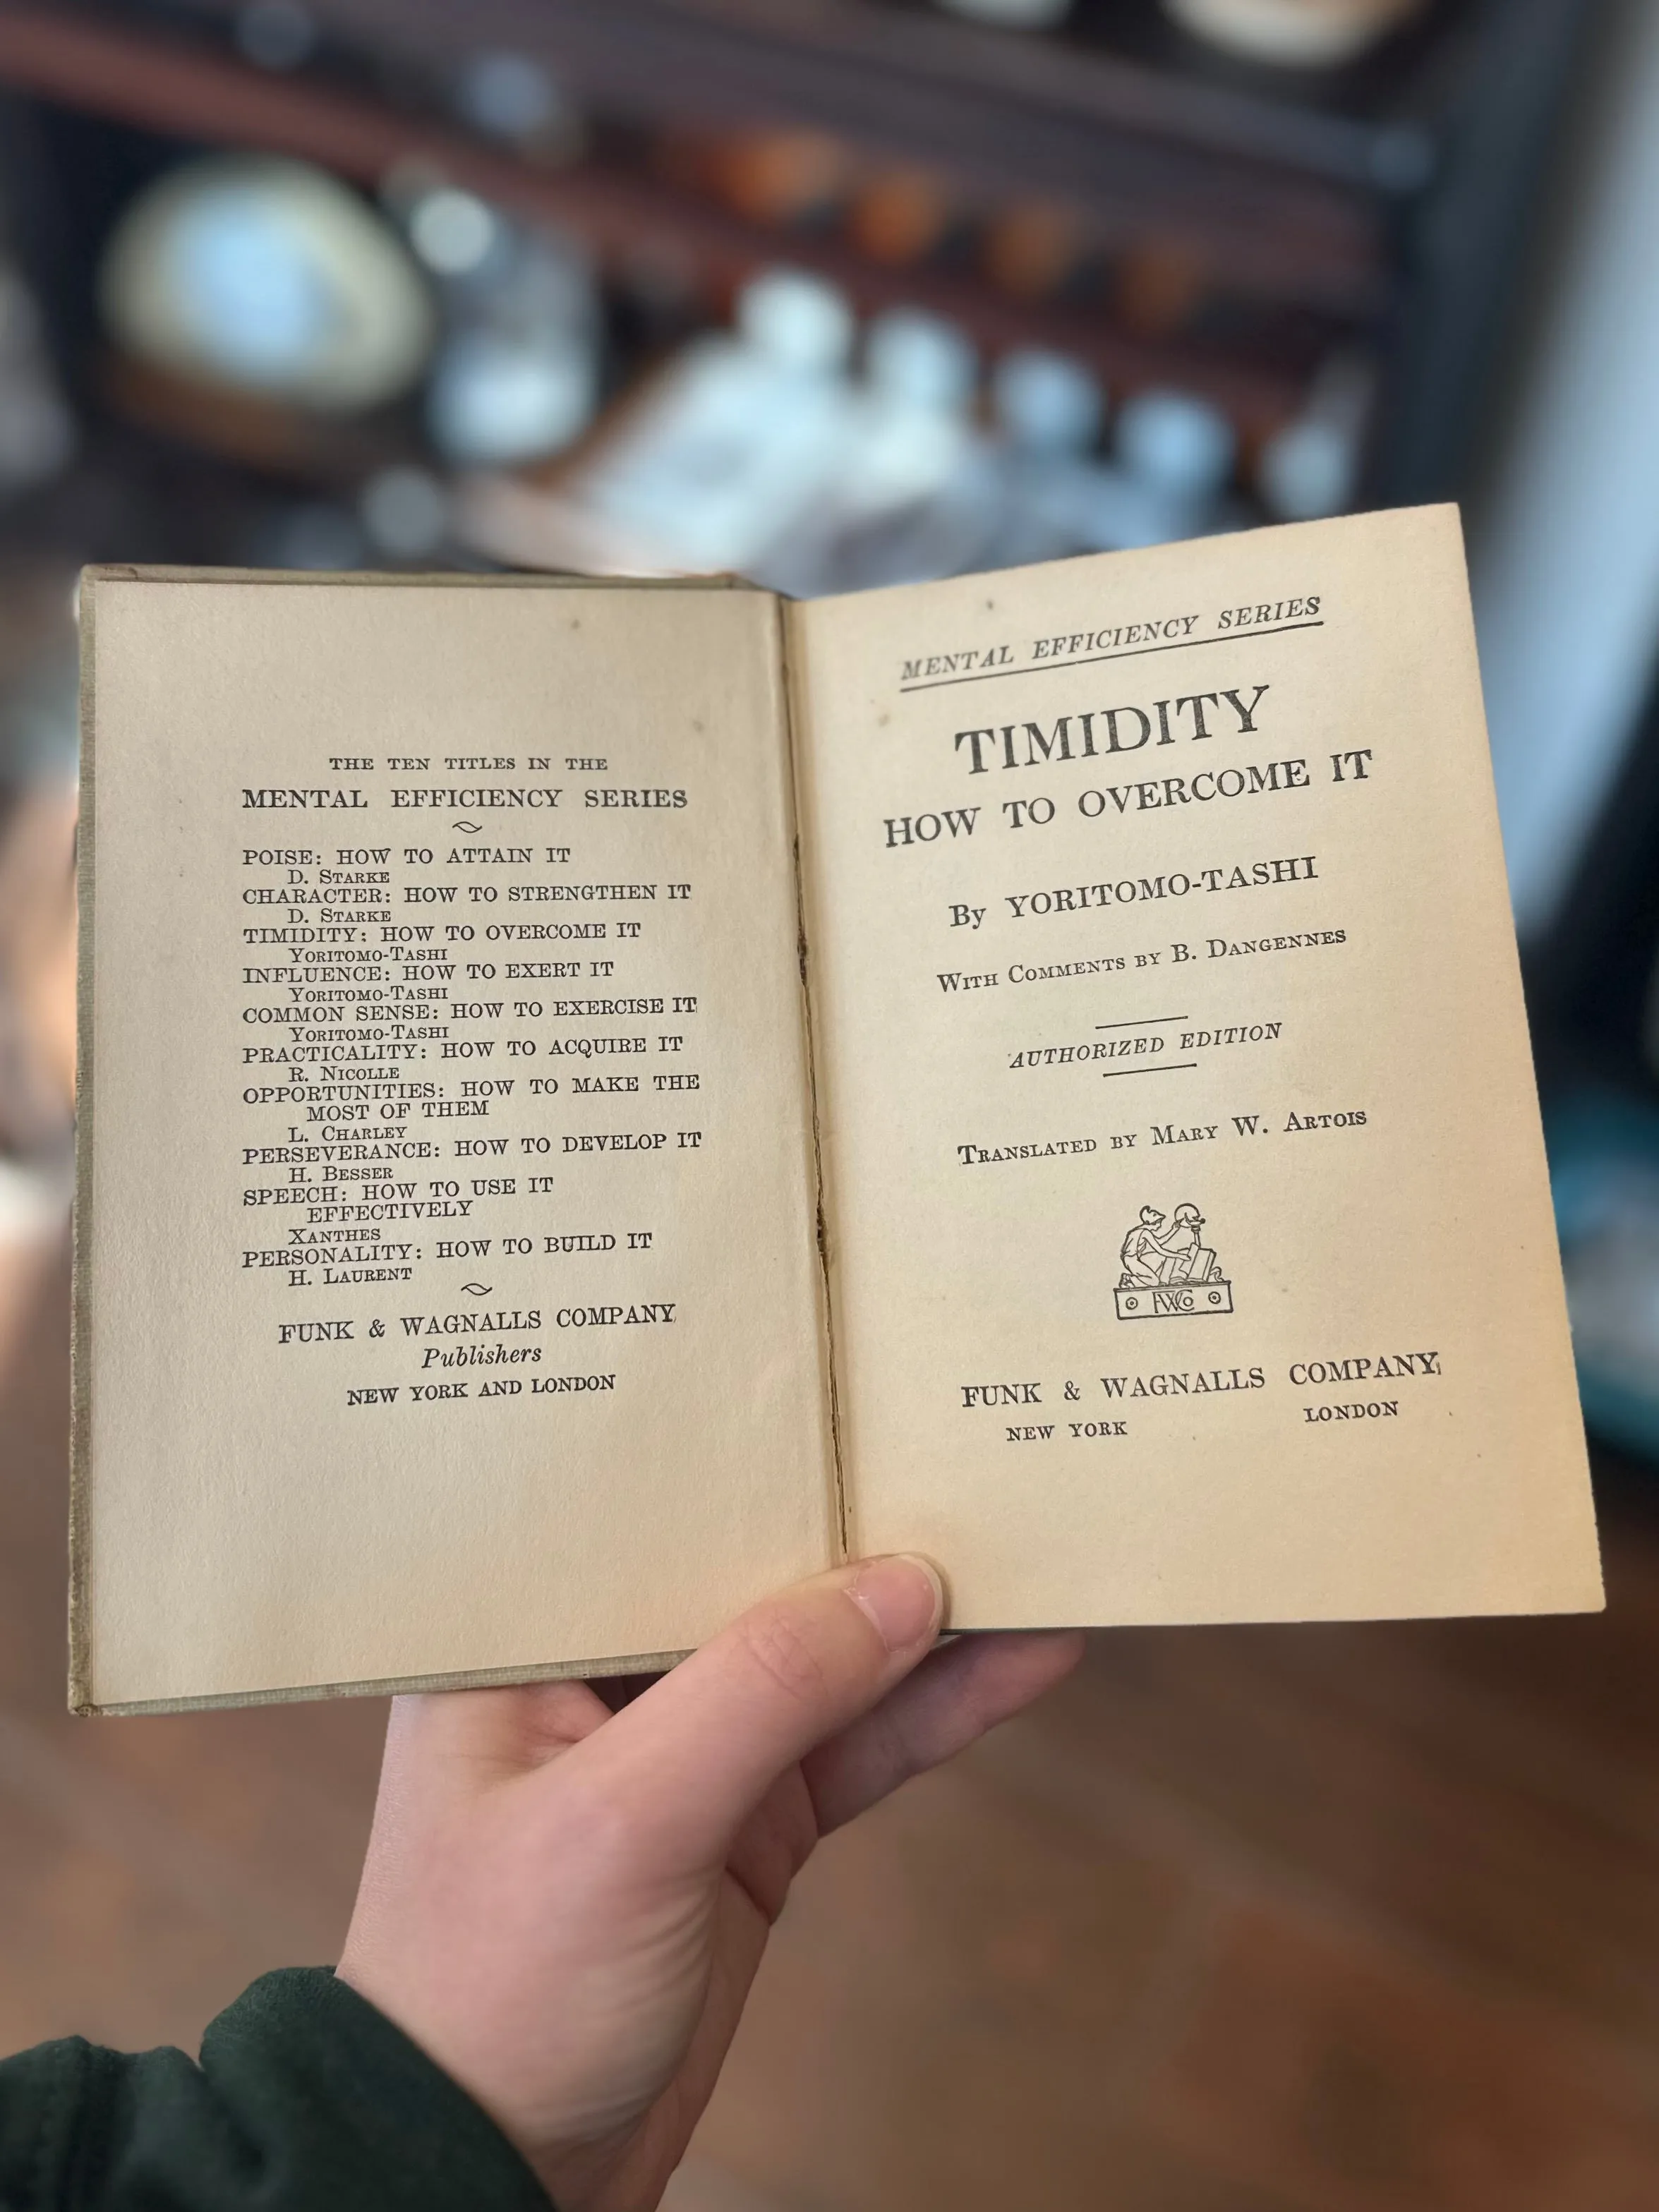 THE TEN TITLES IN THE
MENTAL EFFICIENCY SERIES
POISE: HOW TO ATTAIN IT
D. STARKE
CHARACTER: HOW TO STRENGTHEN IT
D. STARKE
TIMIDITY: HOW TO OVERCOME IT
YORITOMO-TASHI
INFLUENCE: HOW TO EXERT IT
YORITOMO-TASHI
COMMON SENSE: HOW TO EXERCISE IT
YORITOMO-TASHI
PRACTICALITY: HOW TO ACQUIRE IT
R. NICOLLE
OPPORTUNITIES: HOW TO MAKE THE
MOST OF THEM
L. CHARLEY
PERSEVERANCE: HOW TO DEVELOP IT
H. BESSER
SPEECH: HOW TO USE IT
EFFECTIVELY
XANTHES
PERSONALITY: HOW TO BUILD IT
H. LAURENT
FUNK & WAGNALLS COMPANY
Publishers
NEW YORK AND LONDON
MENTAL EFFICIENCY SERIES
TIMIDITY
HOW TO OVERCOME IT
By YORITOMO-TASHI
WITH COMMENTS BY B. DANGENNES
AUTHORIZED EDITION
TRANSLATED BY MARY W. ARTOIS
FWCo
FUNK & WAGNALLS COMPANY
NEW YORK LONDON